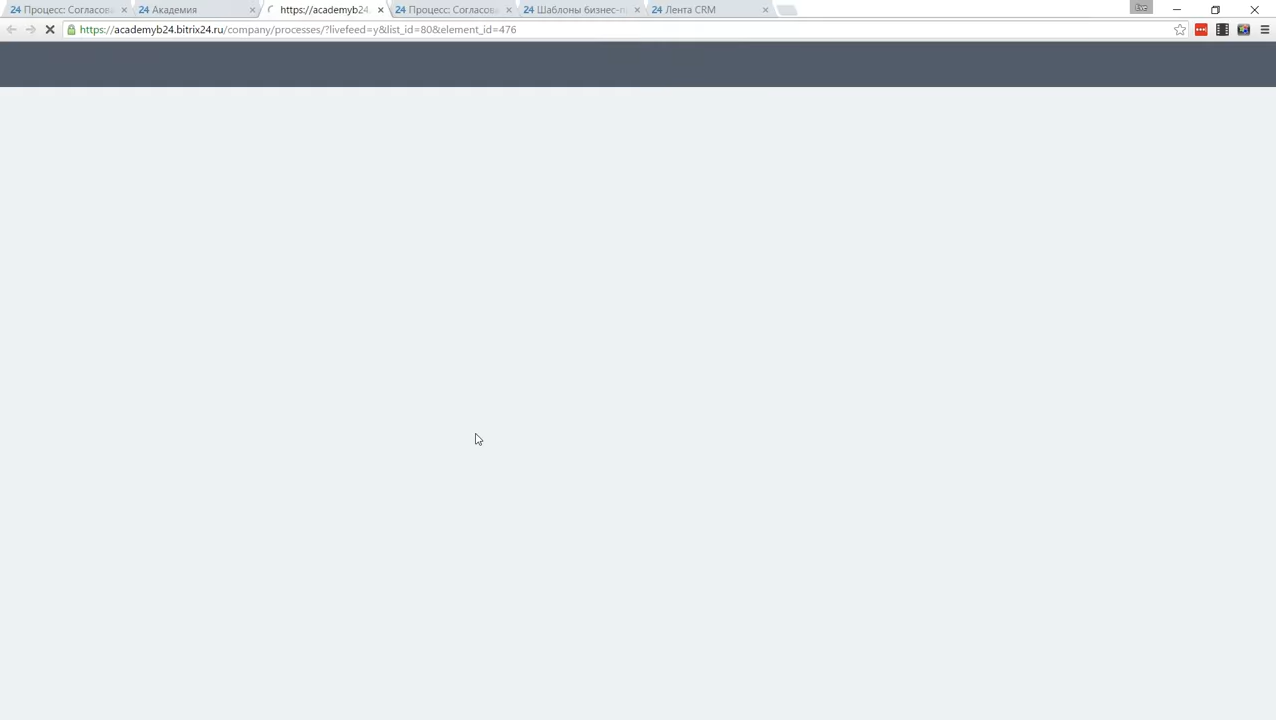 24 Процесс: Согласова
24 Академия
https://academyb24.
24 Процесс: Согласова
24 Шаблоны бизнес-п
24 Лента CRM
https://academyb24.bitrix24.ru/company/processes/?livefeed=y&list_id=80&element_id=476